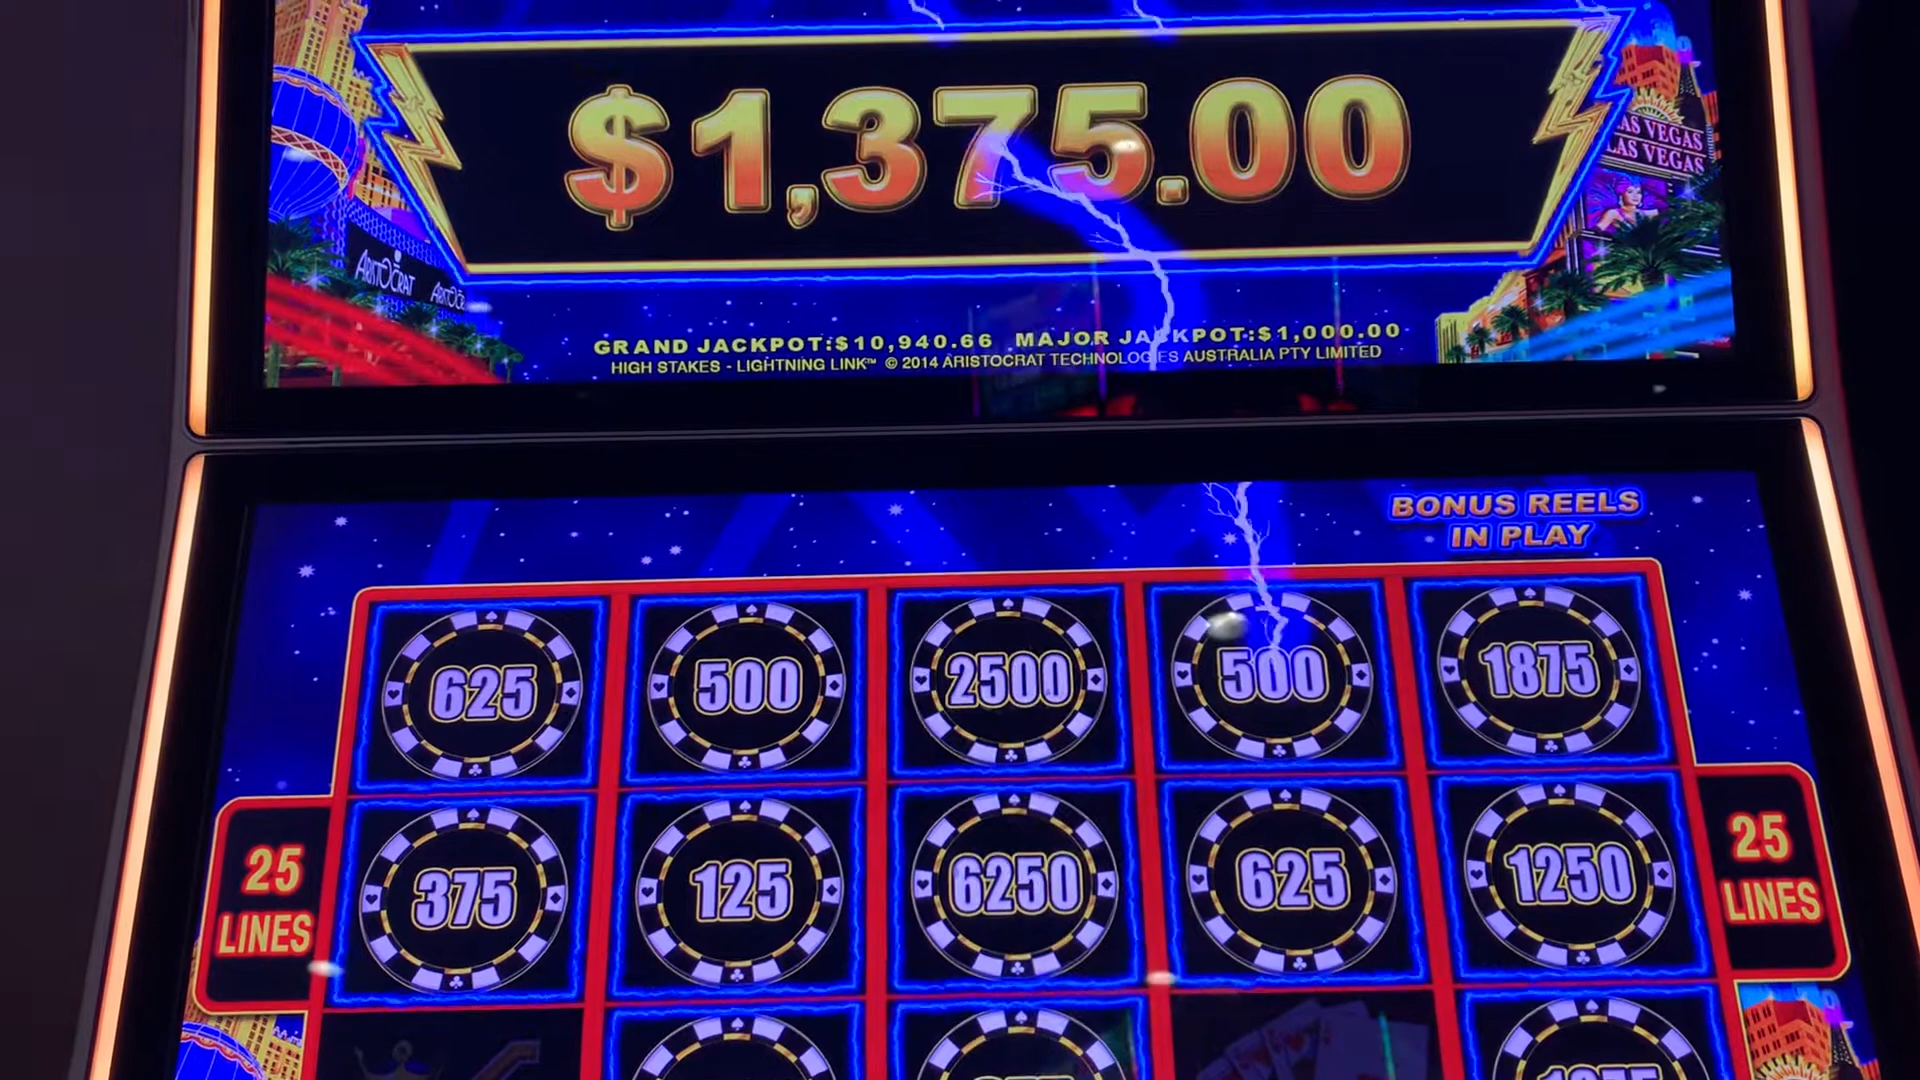 $1,375.00
LAS VEGAS
LAS VEGAS
ARISTOCRAT
GRAND JACKPOT:$10,940.66 MAJOR JACKPOT:$1,000.00
HIGH STAKES - LIGHTNING LINK™ © 2014 ARISTOCRAT TECHNOLOGIES AUSTRALIA PTY LIMITED
BONUS REELS
IN PLAY
625 500 2500 500 1875
25
LINES
375 125 6250 625 1250
25
LINES